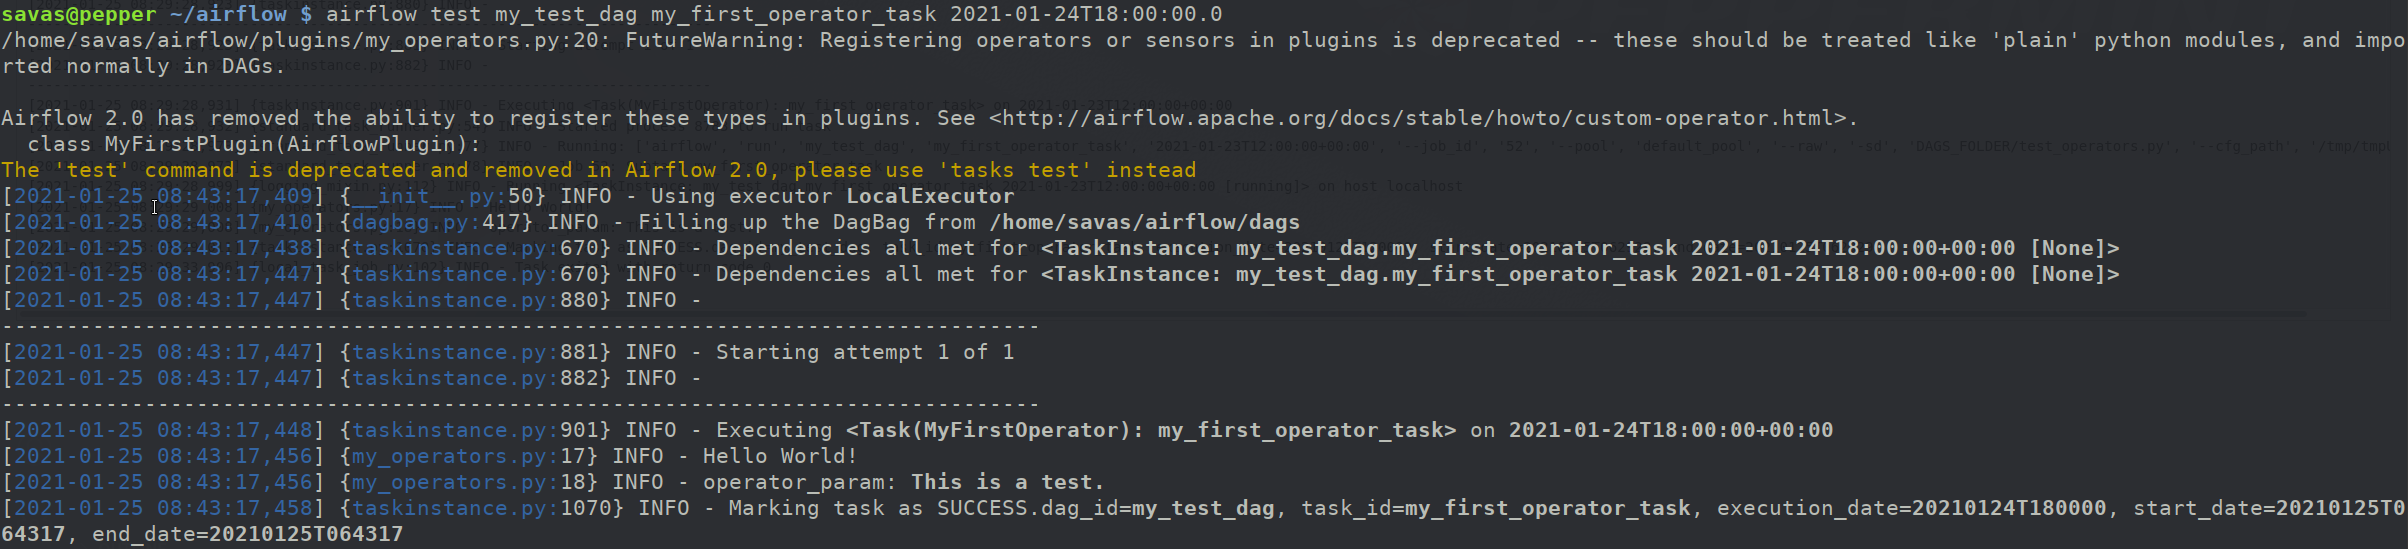 savas@pepper ~/airflow $ airflow test my_test_dag my_first_operator_task 2021-01-24T18:00:00.0
/home/savas/airflow/plugins/my_operators.py:20: FutureWarning: Registering operators or sensors in plugins is deprecated -- these should be treated like 'plain' python modules, and impo
rted normally in DAGs.
Airflow 2.0 has removed the ability to register these types in plugins. See <http://airflow.apache.org/docs/stable/howto/custom-operator.html>.
  class MyFirstPlugin(AirflowPlugin):
The 'test' command is deprecated and removed in Airflow 2.0, please use 'tasks test' instead
[2021-01-25 08:43:17,409] {__init__.py:50} INFO - Using executor LocalExecutor
[2021-01-25 08:43:17,410] {dagbag.py:417} INFO - Filling up the DagBag from /home/savas/airflow/dags
[2021-01-25 08:43:17,438] {taskinstance.py:670} INFO - Dependencies all met for <TaskInstance: my_test_dag.my_first_operator_task 2021-01-24T18:00:00+00:00 [None]>
[2021-01-25 08:43:17,447] {taskinstance.py:670} INFO - Dependencies all met for <TaskInstance: my_test_dag.my_first_operator_task 2021-01-24T18:00:00+00:00 [None]>
[2021-01-25 08:43:17,447] {taskinstance.py:880} INFO -
--------------------------------------------------------------------------------
[2021-01-25 08:43:17,447] {taskinstance.py:881} INFO - Starting attempt 1 of 1
[2021-01-25 08:43:17,447] {taskinstance.py:882} INFO -
--------------------------------------------------------------------------------
[2021-01-25 08:43:17,448] {taskinstance.py:901} INFO - Executing <Task(MyFirstOperator): my_first_operator_task> on 2021-01-24T18:00:00+00:00
[2021-01-25 08:43:17,456] {my_operators.py:17} INFO - Hello World!
[2021-01-25 08:43:17,456] {my_operators.py:18} INFO - operator_param: This is a test.
[2021-01-25 08:43:17,458] {taskinstance.py:1070} INFO - Marking task as SUCCESS.dag_id=my_test_dag, task_id=my_first_operator_task, execution_date=20210124T180000, start_date=20210125T0
64317, end_date=20210125T064317